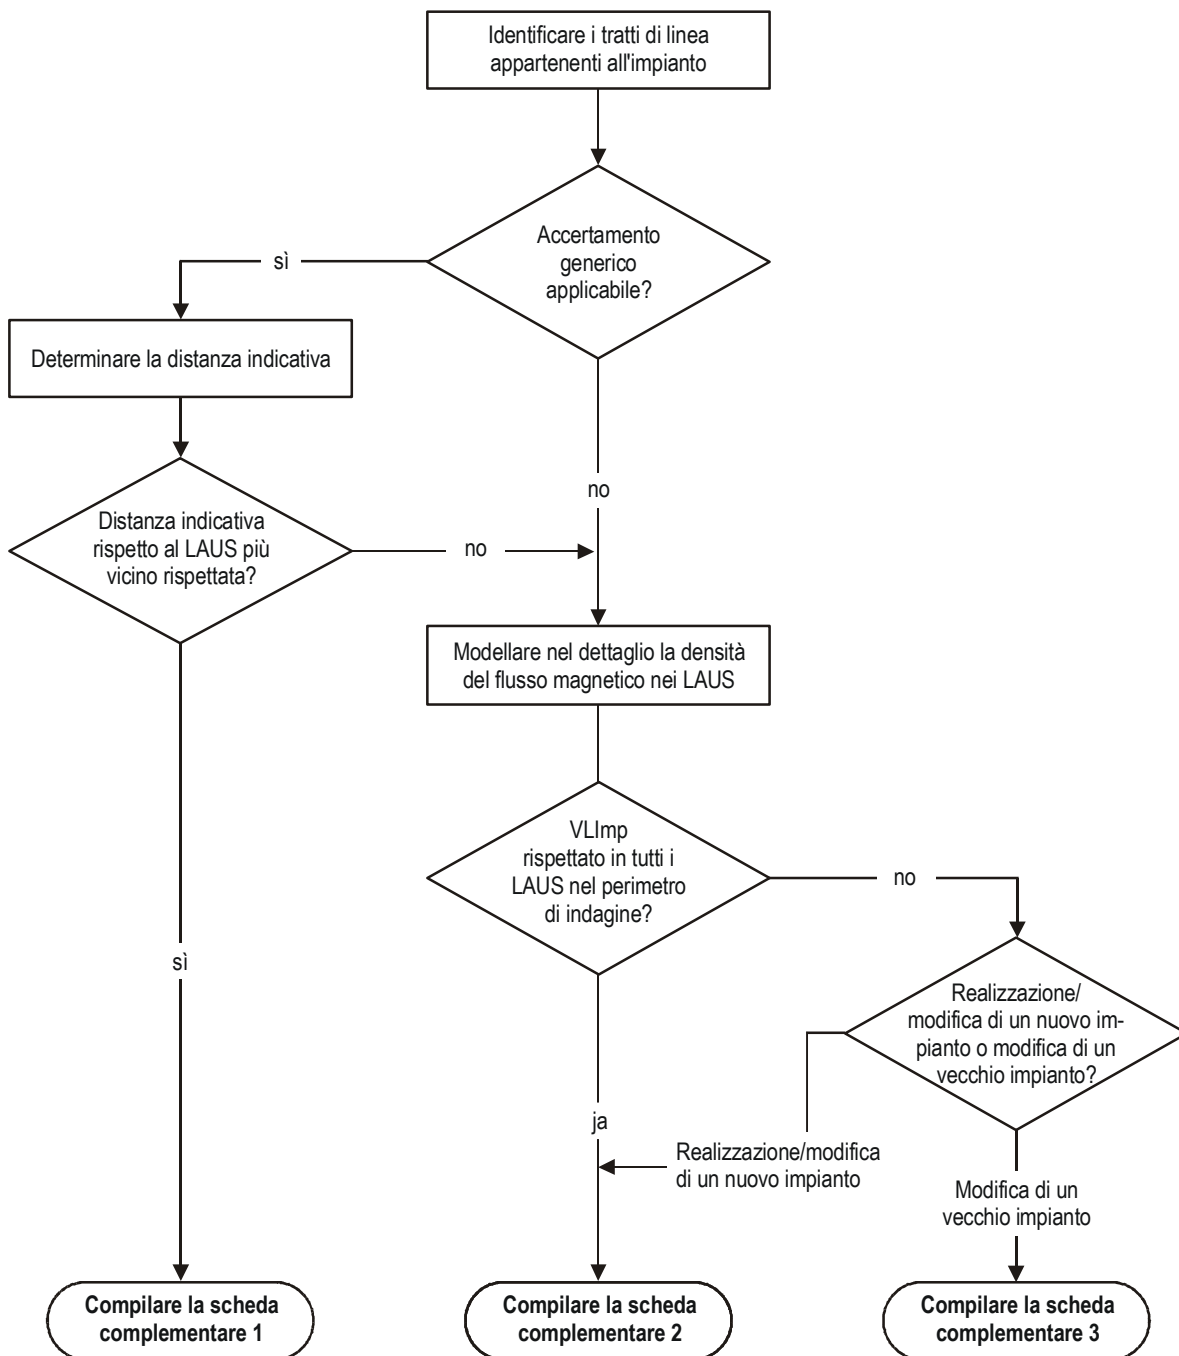 Identificare i tratti di linea
appartenenti all'impianto
Accertamento
generico
applicabile?
sì
Determinare la distanza indicativa
no
Distanza indicativa
rispetto al LAUS più
vicino rispettata?
no
Modellare nel dettaglio la densità
del flusso magnetico nei LAUS
VLImp
rispettato in tutti i
LAUS nel perimetro
di indagine?
no
sì
Realizzazione/
modifica di un nuovo im-
pianto o modifica di un
vecchio impianto?
ja
Realizzazione/modifica
di un nuovo impianto
Modifica di un
vecchio impianto
Compilare la scheda
complementare 1
Compilare la scheda
complementare 2
Compilare la scheda
complementare 3